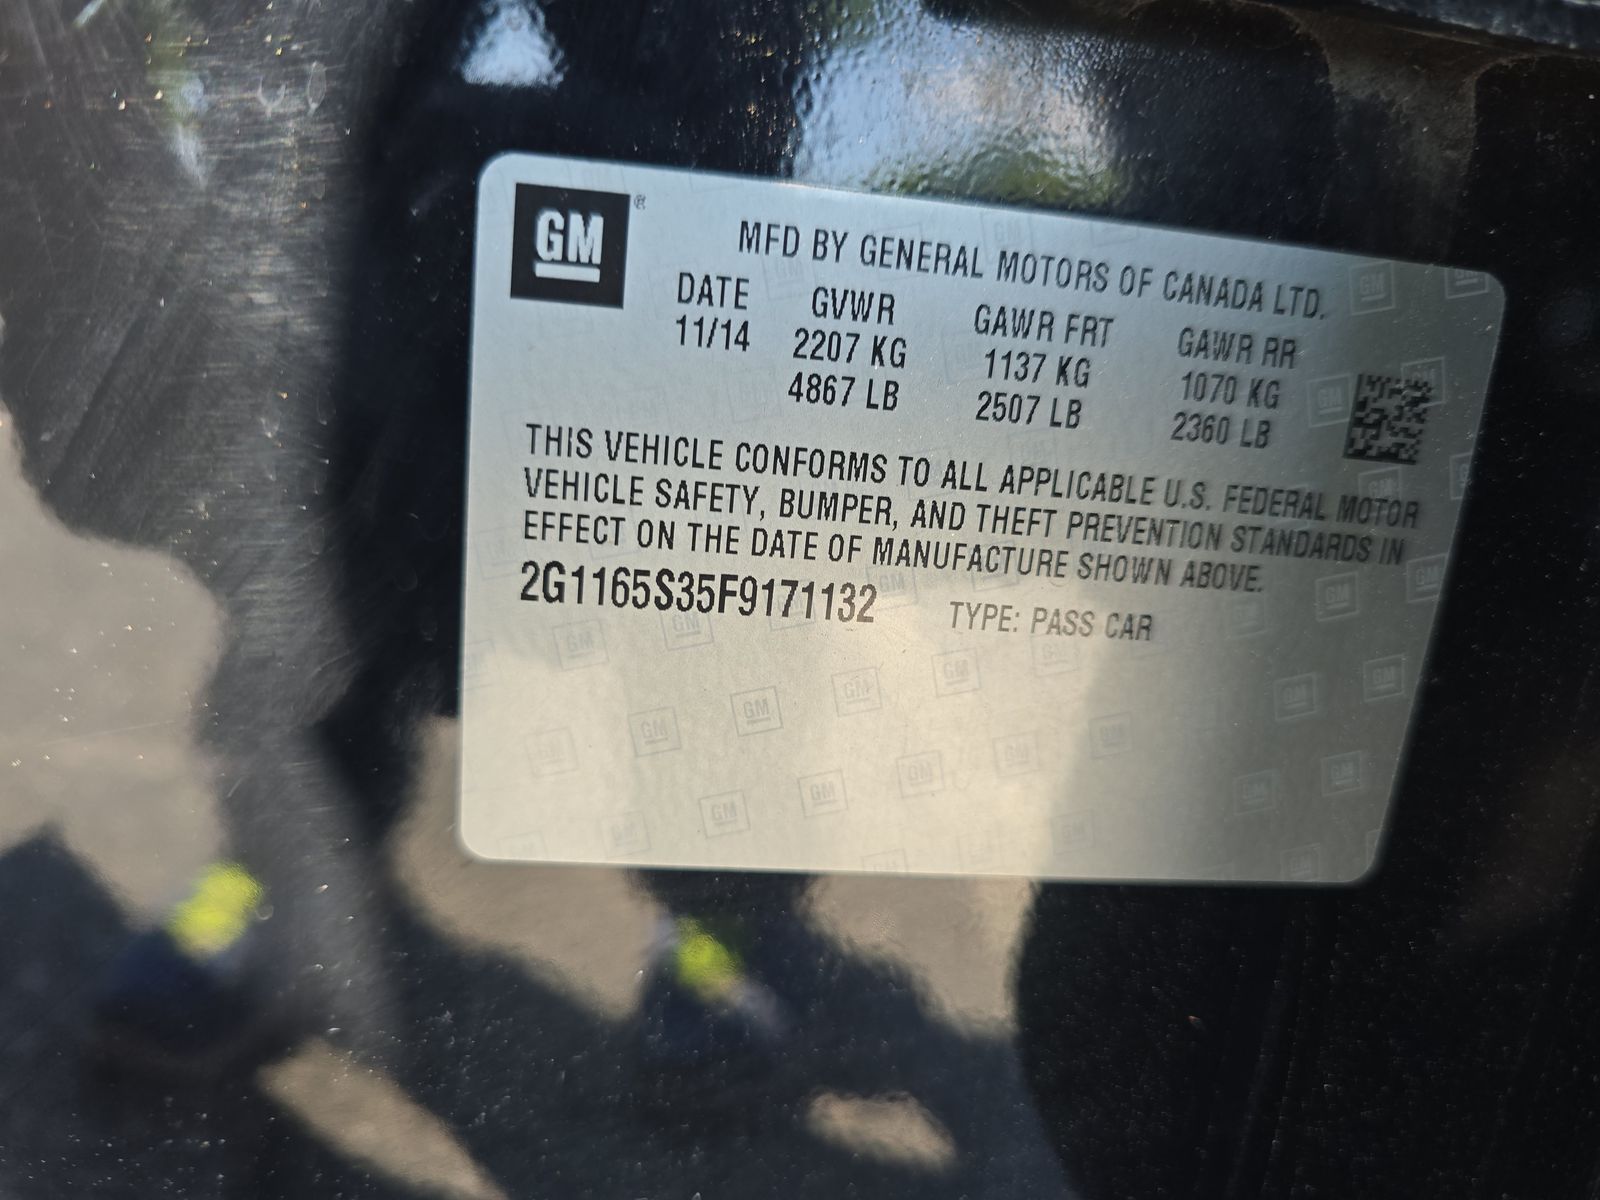 GM
MFD BY GENERAL MOTORS OF CANADA LTD.
DATE GVWR GAWR FRT GAWR RR
11/14 2207 KG 1137 KG 1070 KG
4867 LB 2507 LB 2360 LB
THIS VEHICLE CONFORMS TO ALL APPLICABLE U.S. FEDERAL MOTOR
VEHICLE SAFETY, BUMPER, AND THEFT PREVENTION STANDARDS IN
EFFECT ON THE DATE OF MANUFACTURE SHOWN ABOVE.
2G1165S35F9171132 TYPE: PASS CAR